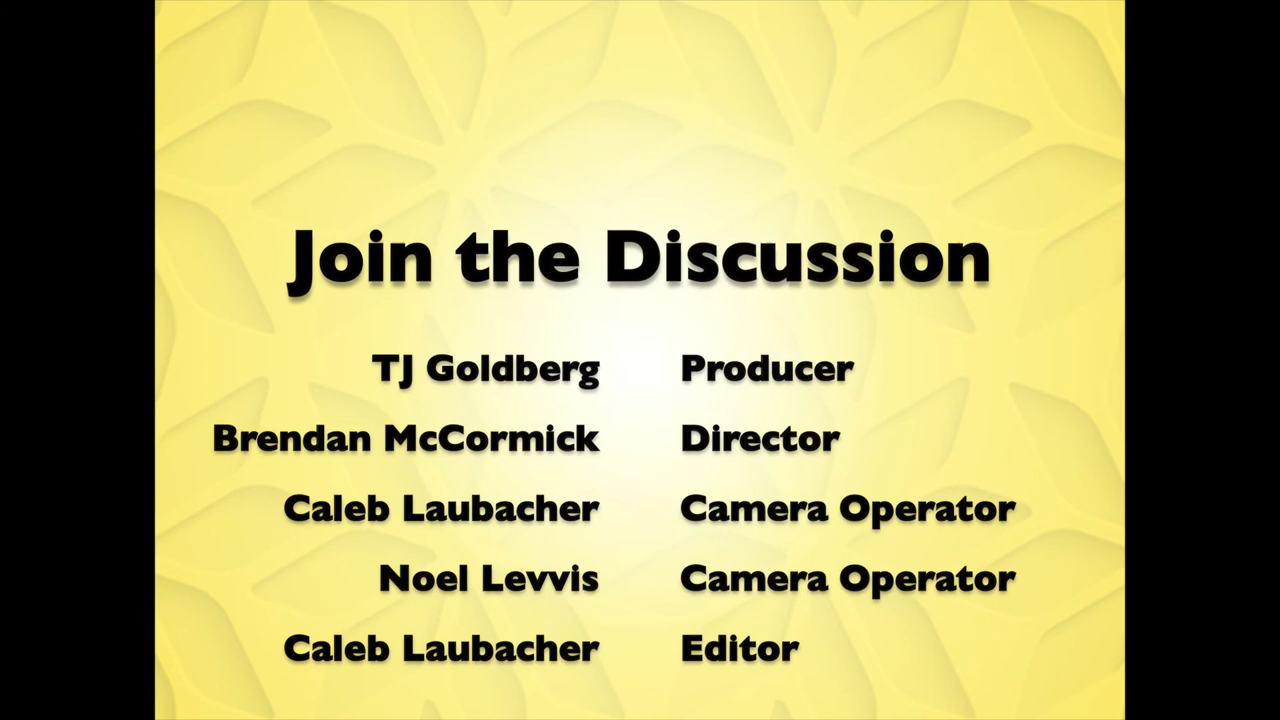 Join the Discussion
TJ Goldberg Producer
Brendan McCormick Director
Caleb Laubacher Camera Operator
Noel Levvis Camera Operator
Caleb Laubacher Editor